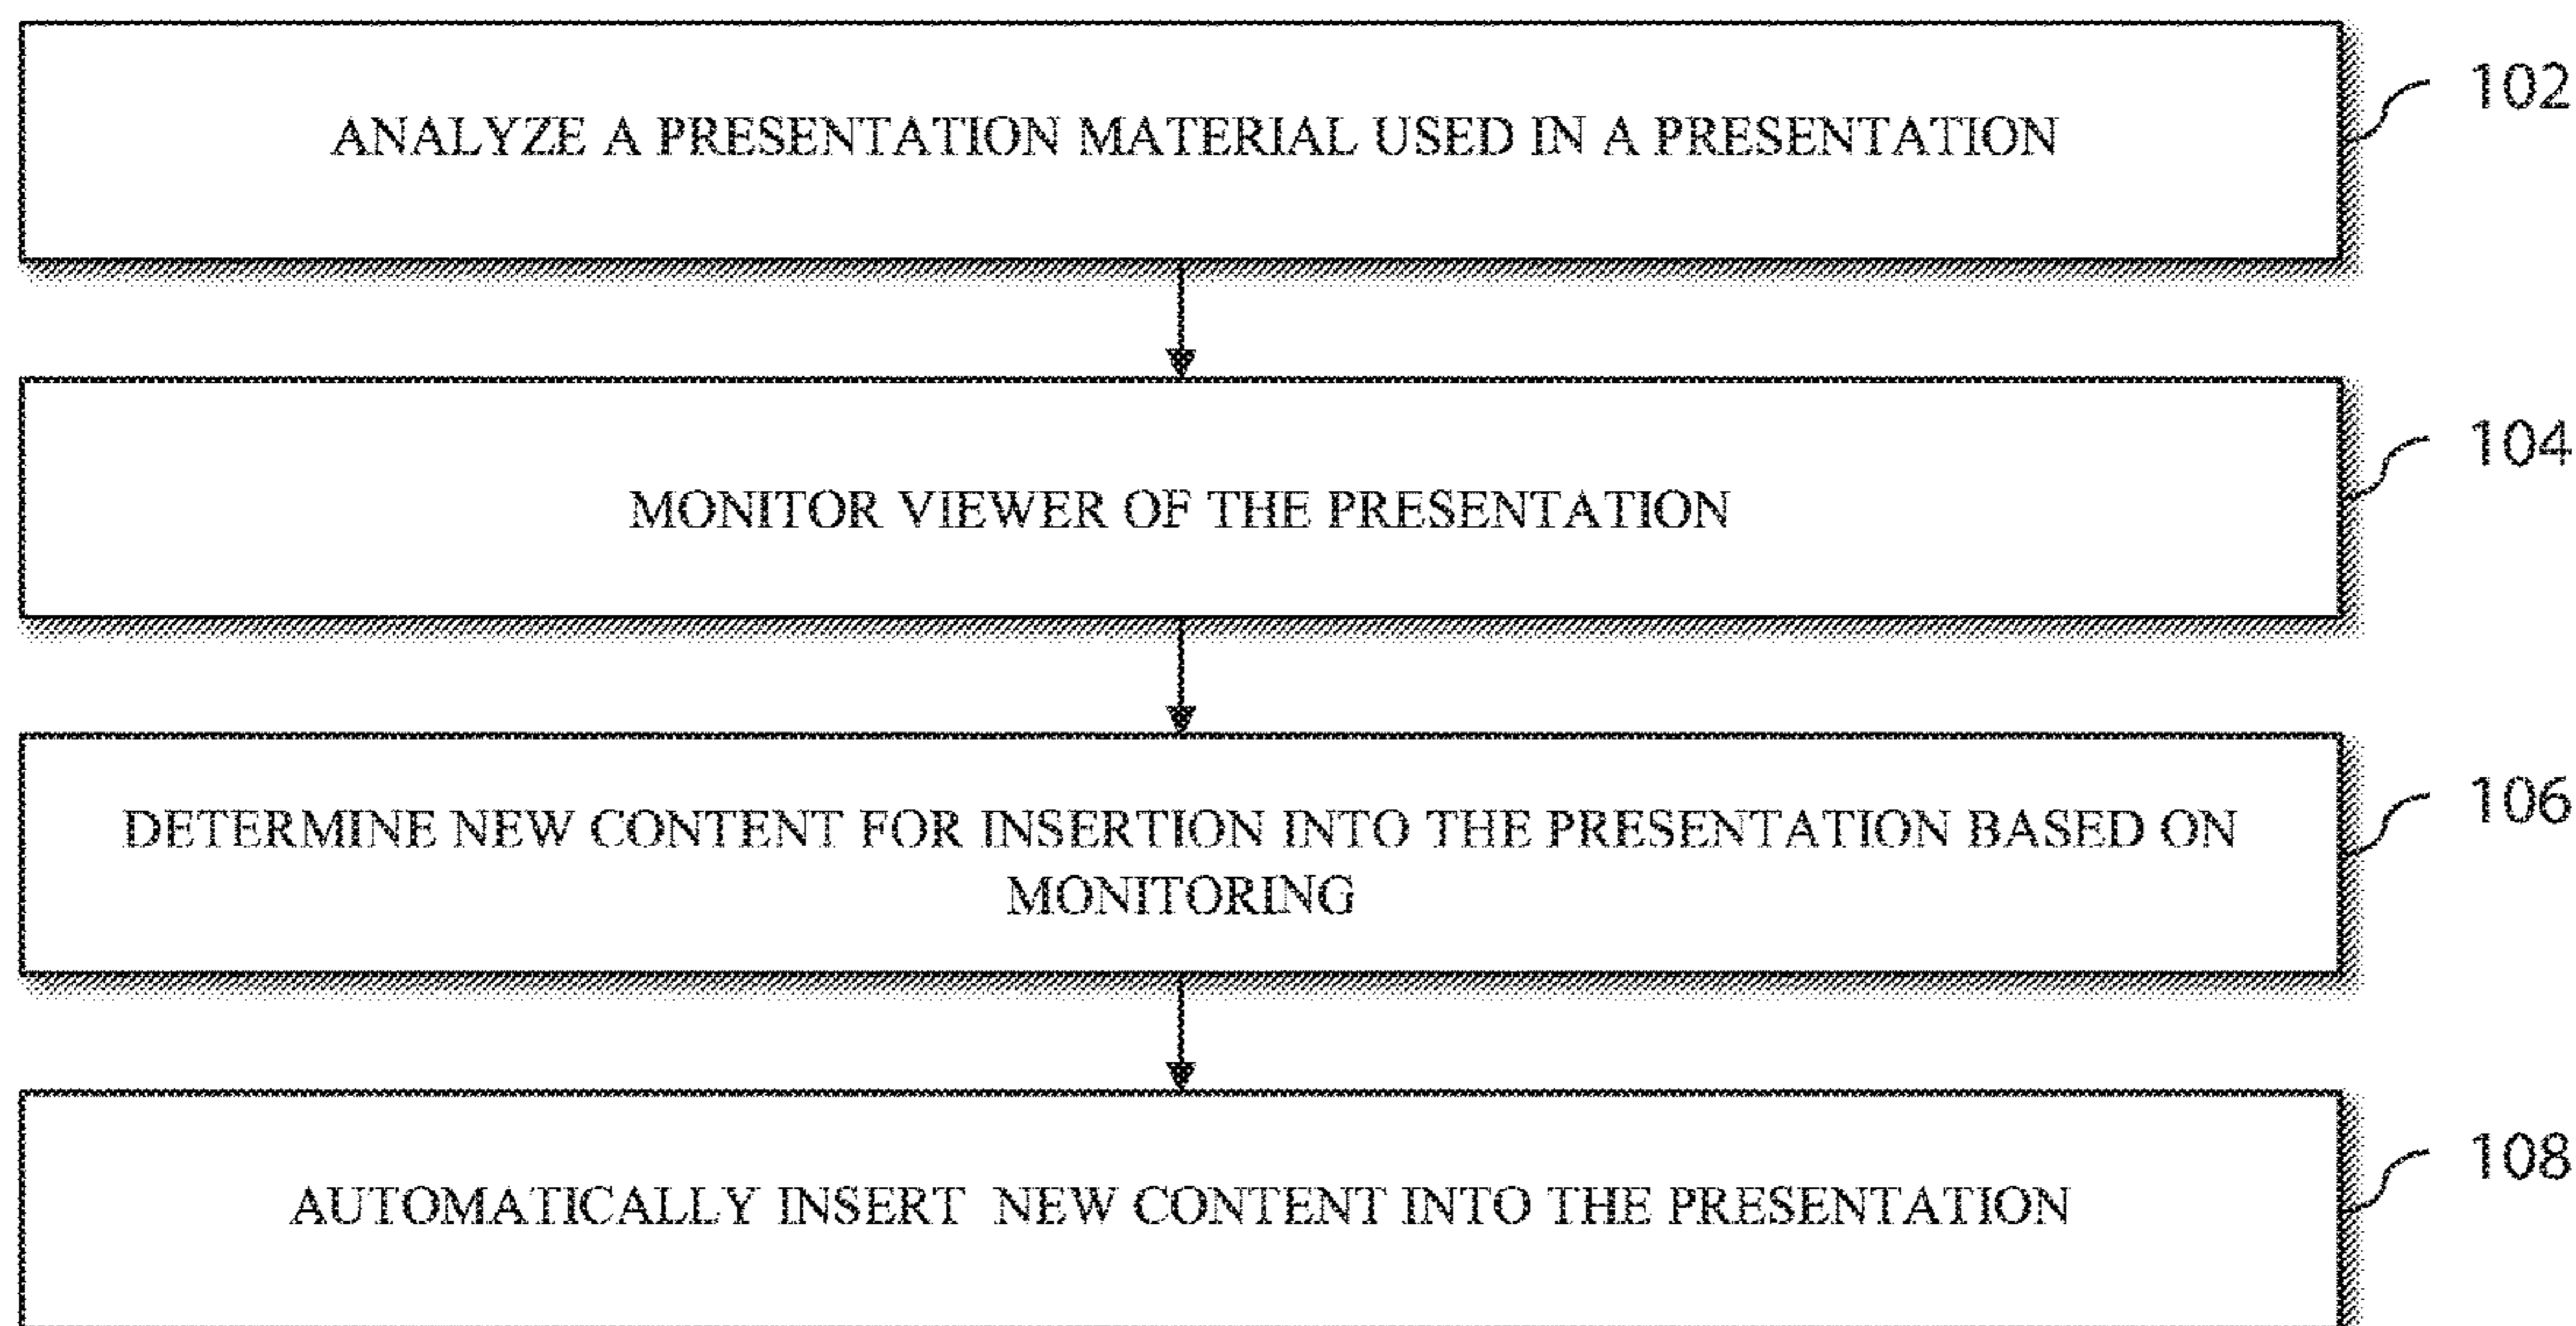 ANALYZE A PRESENTATION MATERIAL USED IN A PRESENTATION
102
MONITOR VIEWER OF THE PRESENTATION
104
DETERMINE NEW CONTENT FOR INSERTION INTO THE PRESENTATION BASED ON
MONITORING
106
AUTOMATICALLY INSERT NEW CONTENT INTO THE PRESENTATION
108